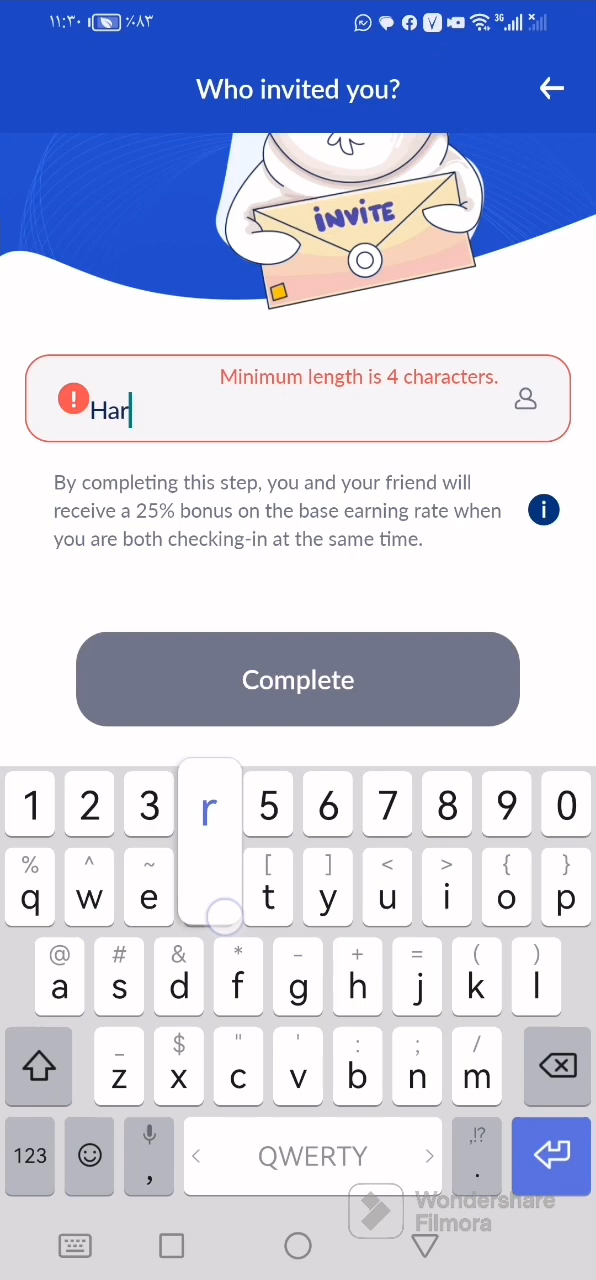 ١١:٣٠ ٪٨٣ 3G
Who invited you?
INVITE
Minimum length is 4 characters.
Har
By completing this step, you and your friend will
receive a 25% bonus on the base earning rate when
you are both checking-in at the same time.
Complete
1 2 3 r 5 6 7 8 9 0
% ^ ~ [ ] < > { }
q w e t y u i o p
@ # & * - + = ( )
a s d f g h j k l
_ $ " ' : ; /
z x c v b n m
123 , < QWERTY > ,!? .
Wondershare
Filmora